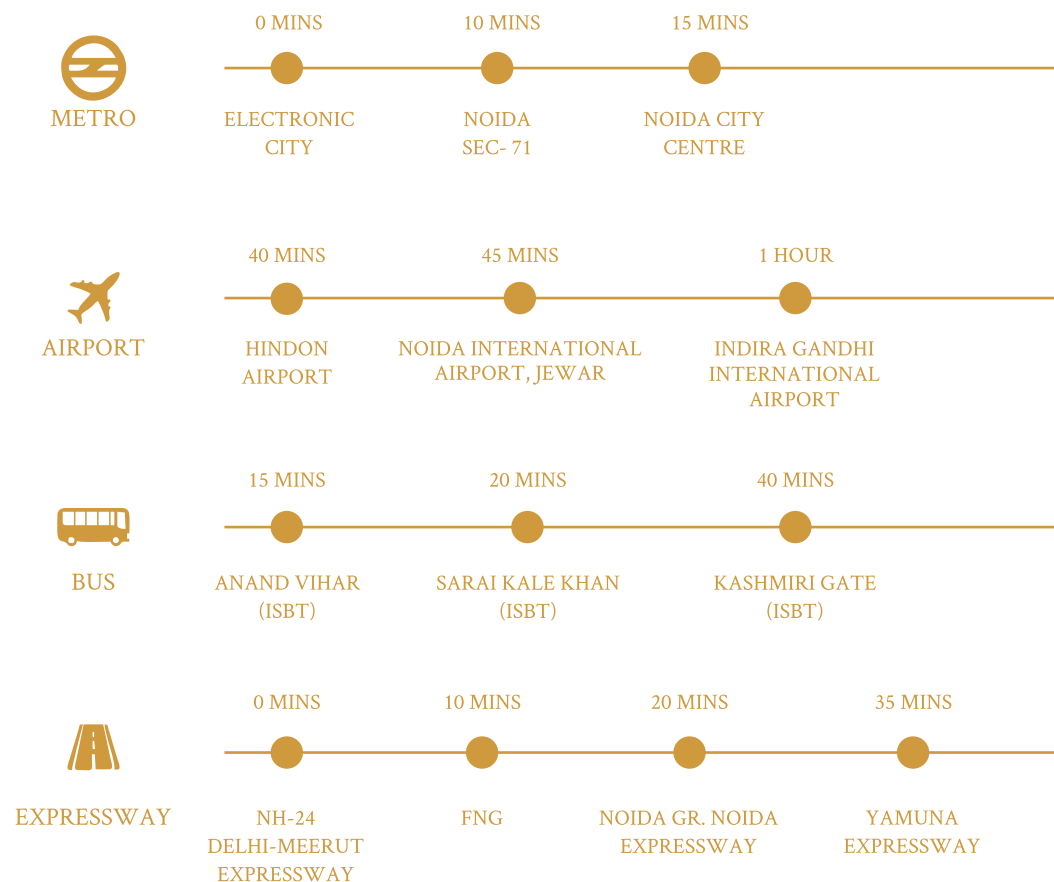 0 MINS
10 MINS
15 MINS
METRO
ELECTRONIC
CITY
NOIDA
SEC- 71
NOIDA CITY
CENTRE
40 MINS
45 MINS
1 HOUR
AIRPORT
HINDON
AIRPORT
NOIDA INTERNATIONAL
AIRPORT, JEWAR
INDIRA GANDHI
INTERNATIONAL
AIRPORT
15 MINS
20 MINS
40 MINS
BUS
ANAND VIHAR
(ISBT)
SARAI KALE KHAN
(ISBT)
KASHMIRI GATE
(ISBT)
0 MINS
10 MINS
20 MINS
35 MINS
EXPRESSWAY
NH-24
DELHI-MEERUT
EXPRESSWAY
FNG
NOIDA GR. NOIDA
EXPRESSWAY
YAMUNA
EXPRESSWAY